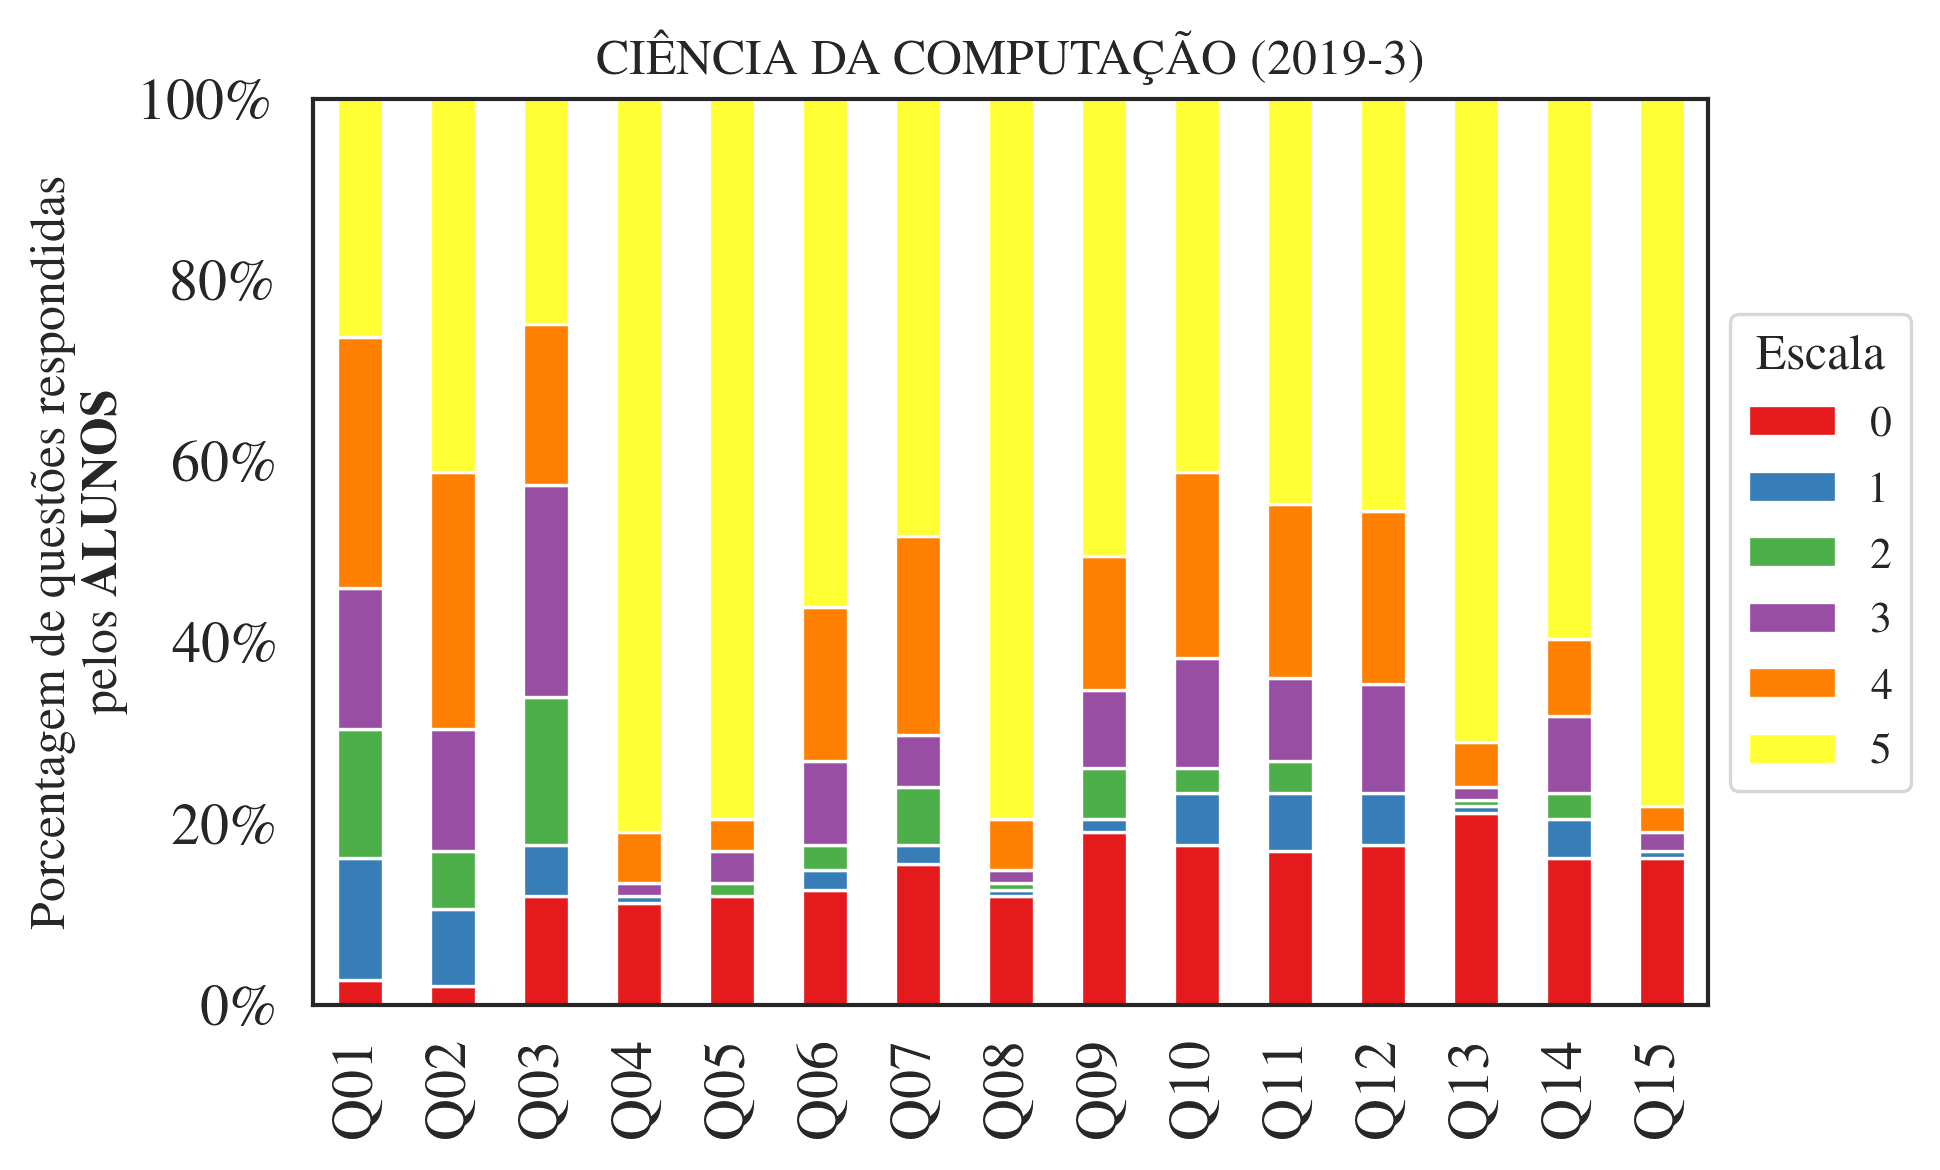 CIÊNCIA DA COMPUTAÇÃO (2019-3)
Porcentagem de questões respondidas
pelos ALUNOS
100%
80%
60%
40%
20%
0%
Q01
Q02
Q03
Q04
Q05
Q06
Q07
Q08
Q09
Q10
Q11
Q12
Q13
Q14
Q15
Escala
0
1
2
3
4
5